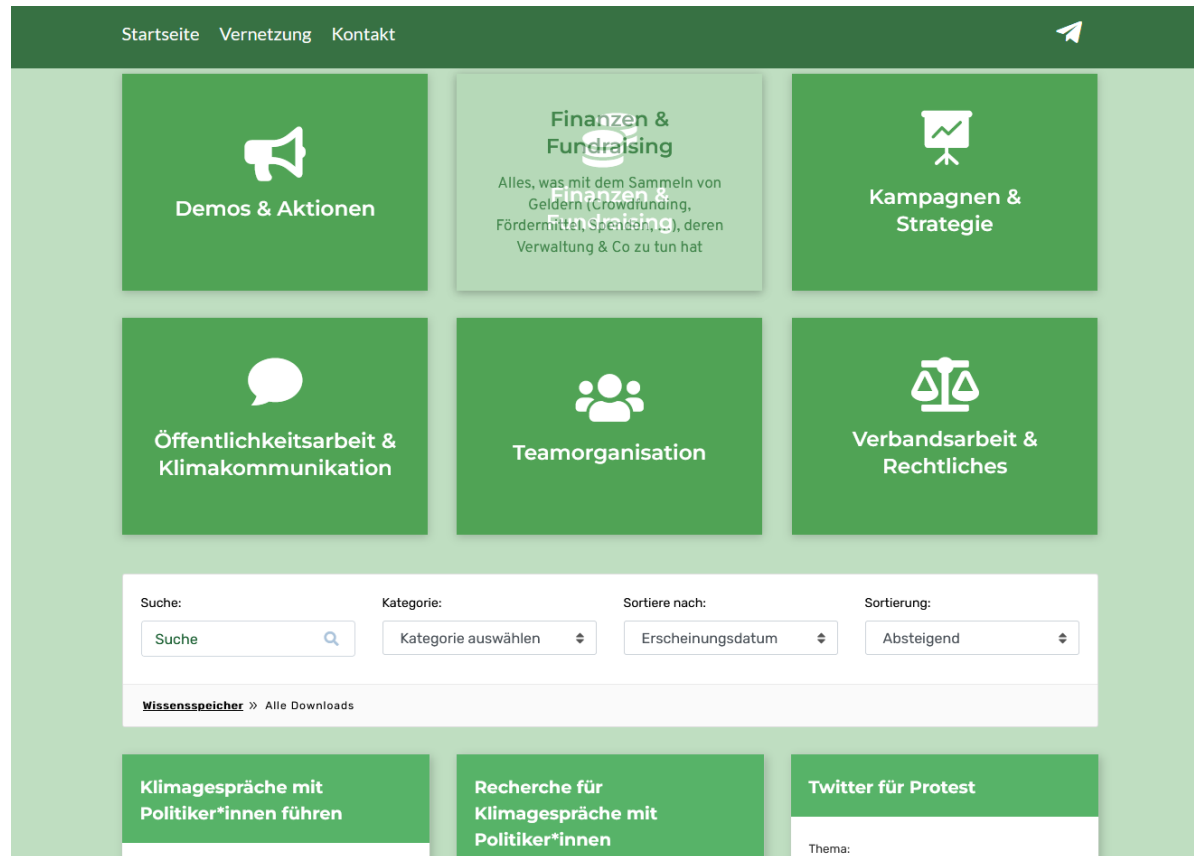 Startseite Vernetzung Kontakt
Demos & Aktionen
Finanzen &
Fundraising
Alles, was mit dem Sammeln von
Geldern (Crowdfunding,
Fördermittel, Spenden, ...), deren
Verwaltung & Co zu tun hat
Finanzen &
Fundraising
Kampagnen &
Strategie
Öffentlichkeitsarbeit &
Klimakommunikation
Teamorganisation
Verbandsarbeit &
Rechtliches
Suche: Kategorie: Sortiere nach: Sortierung:
Suche Kategorie auswählen Erscheinungsdatum Absteigend
Wissensspeicher » Alle Downloads
Klimagespräche mit
Politiker*innen führen
Recherche für
Klimagespräche mit
Politiker*innen
Twitter für Protest
Thema: